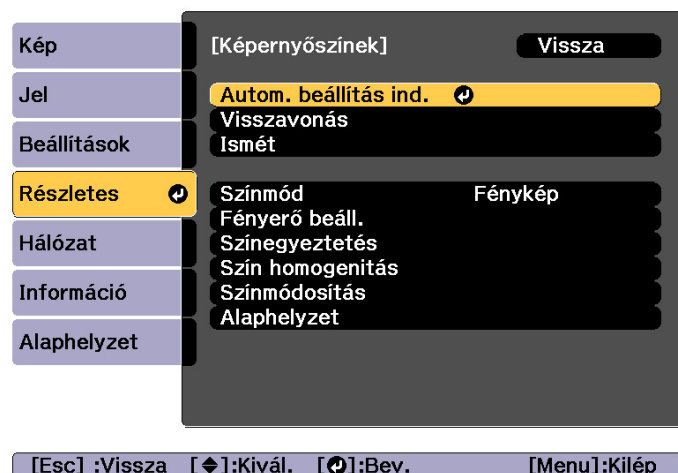 Kép
Jel
Beállítások
Részletes
Hálózat
Információ
Alaphelyzet
[Képernyőszínek] Vissza
Autom. beállítás ind.
Visszavonás
Ismét
Színmód Fénykép
Fényerő beáll.
Színegyeztetés
Szín homogenitás
Színmódosítás
Alaphelyzet
[Esc] :Vissza [◆]:Kivál. [↵]:Bev. [Menu]:Kilép